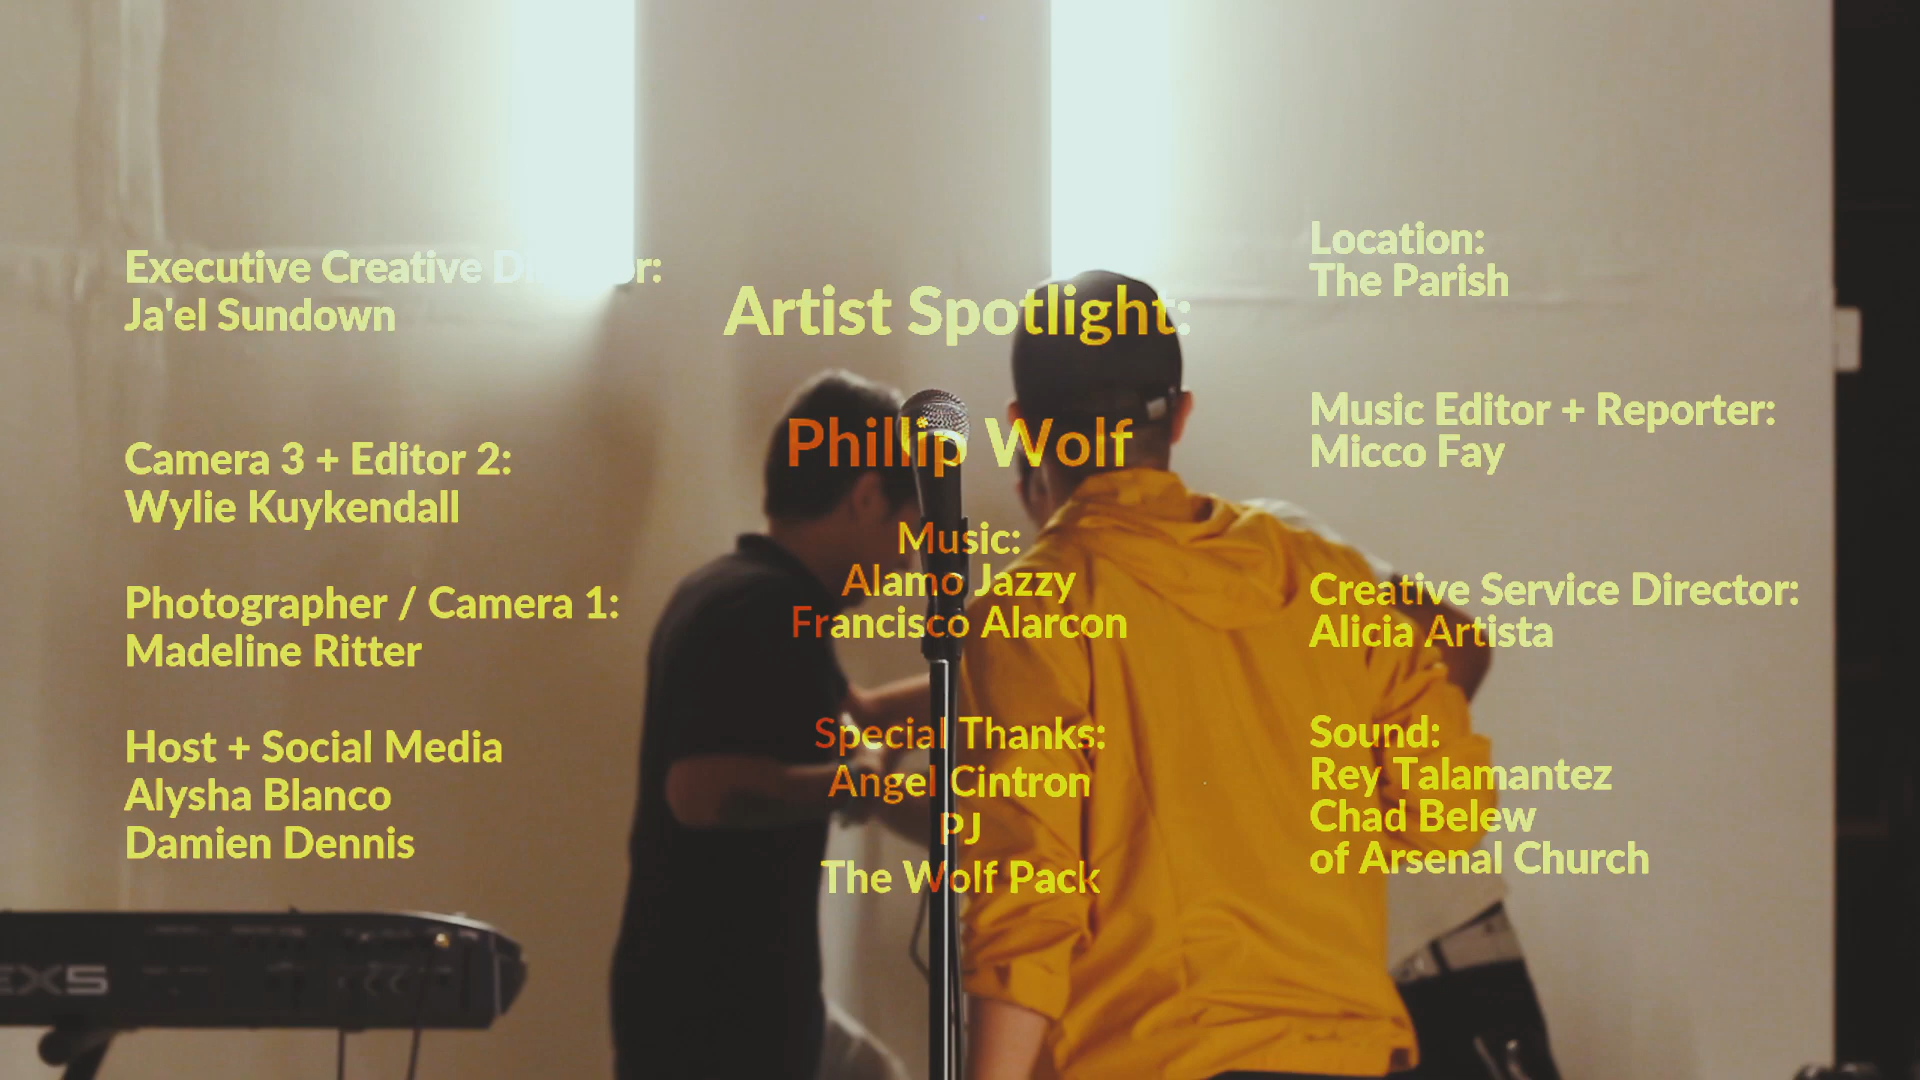 Executive Creative Director:
Ja'el Sundown
Camera 3 + Editor 2:
Wylie Kuykendall
Photographer / Camera 1:
Madeline Ritter
Host + Social Media
Alysha Blanco
Damien Dennis
Artist Spotlight:
Phillip Wolf
Music:
Alamo Jazzy
Francisco Alarcon
Special Thanks:
Angel Cintron
PJ
The Wolf Pack
Location:
The Parish
Music Editor + Reporter:
Micco Fay
Creative Service Director:
Alicia Artista
Sound:
Rey Talamantez
Chad Belew
of Arsenal Church
EX5